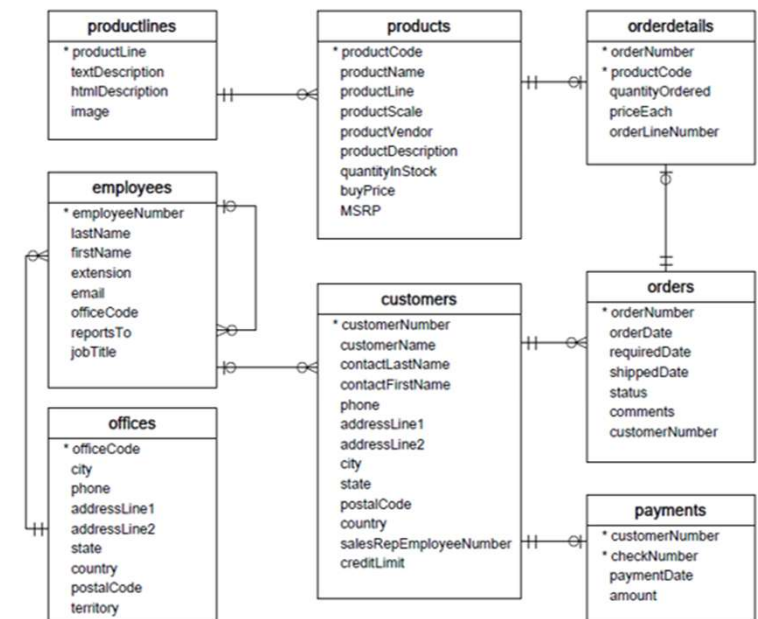 productlines
* productLine
textDescription
htmlDescription
image
products
* productCode
productName
productLine
productScale
productVendor
productDescription
quantityInStock
buyPrice
MSRP
orderdetails
* orderNumber
* productCode
quantityOrdered
priceEach
orderLineNumber
employees
* employeeNumber
lastName
firstName
extension
email
officeCode
reportsTo
jobTitle
customers
* customerNumber
customerName
contactLastName
contactFirstName
phone
addressLine1
addressLine2
city
state
postalCode
country
salesRepEmployeeNumber
creditLimit
orders
* orderNumber
orderDate
requiredDate
shippedDate
status
comments
customerNumber
offices
* officeCode
city
phone
addressLine1
addressLine2
state
country
postalCode
territory
payments
* customerNumber
* checkNumber
paymentDate
amount